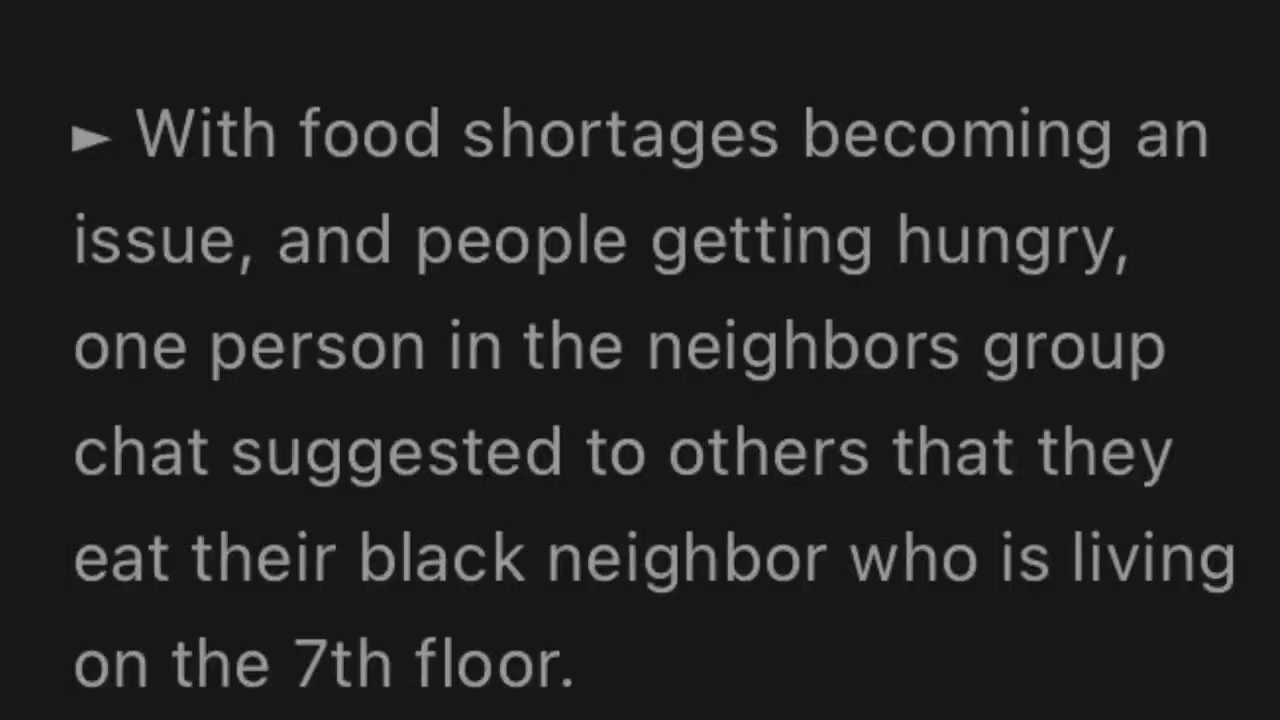 ► With food shortages becoming an
issue, and people getting hungry,
one person in the neighbors group
chat suggested to others that they
eat their black neighbor who is living
on the 7th floor.